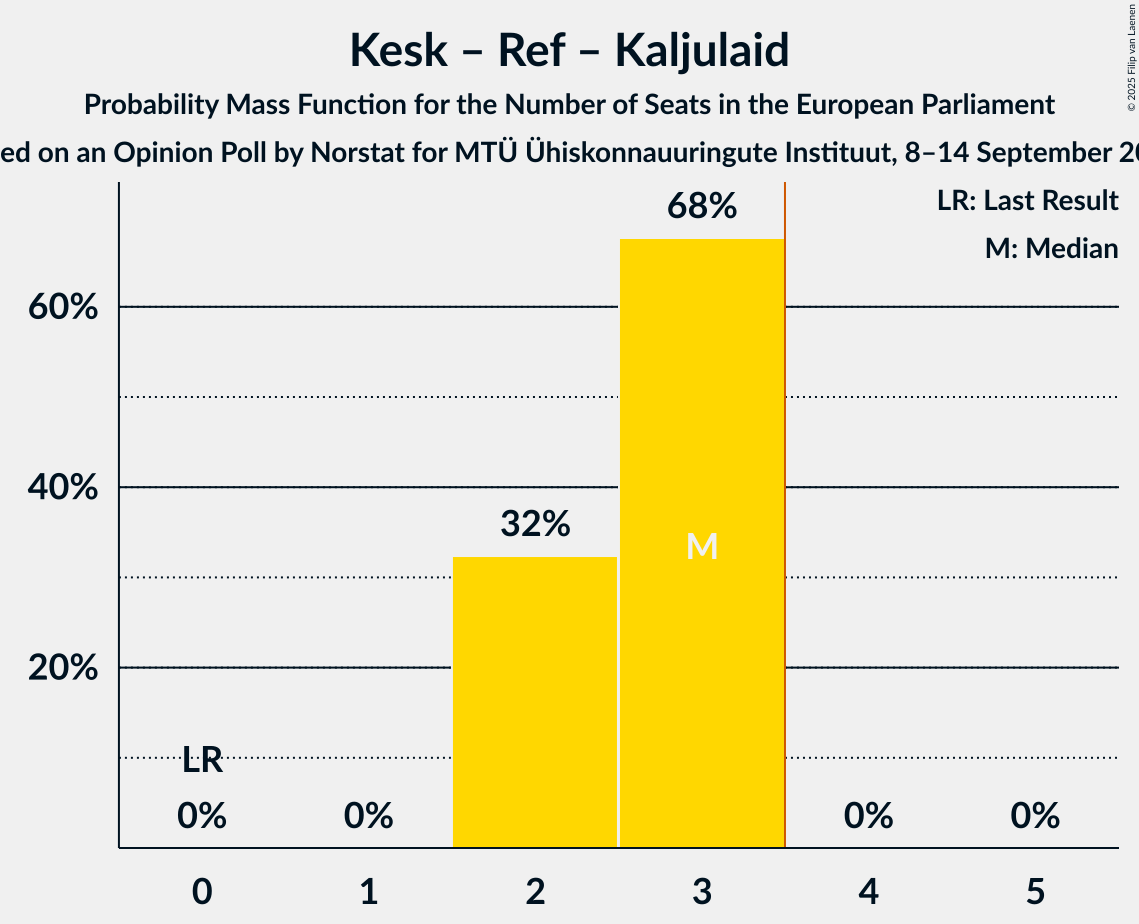 Kesk – Ref – Kaljulaid
Probability Mass Function for the Number of Seats in the European Parliament
ed on an Opinion Poll by Norstat for MTÜ Ühiskonnauuringute Instituut, 8–14 September 20
© 2025 Filip van Laenen
LR: Last Result
M: Median
68%
60%
40%
32%
M
20%
LR
0%
0%
0%
0%
0
1
2
3
4
5